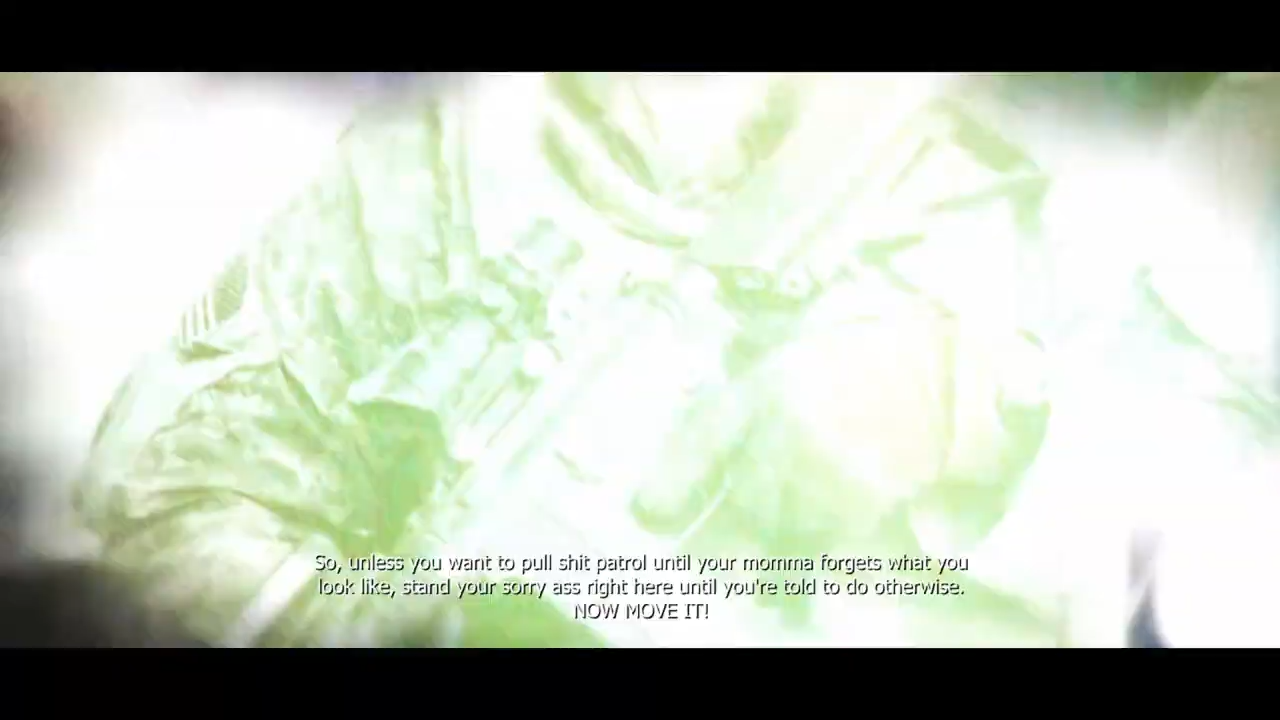 So, unless you want to pull shit patrol until your momma forgets what you
look like, stand your sorry ass right here until you're told to do otherwise.
NOW MOVE IT!